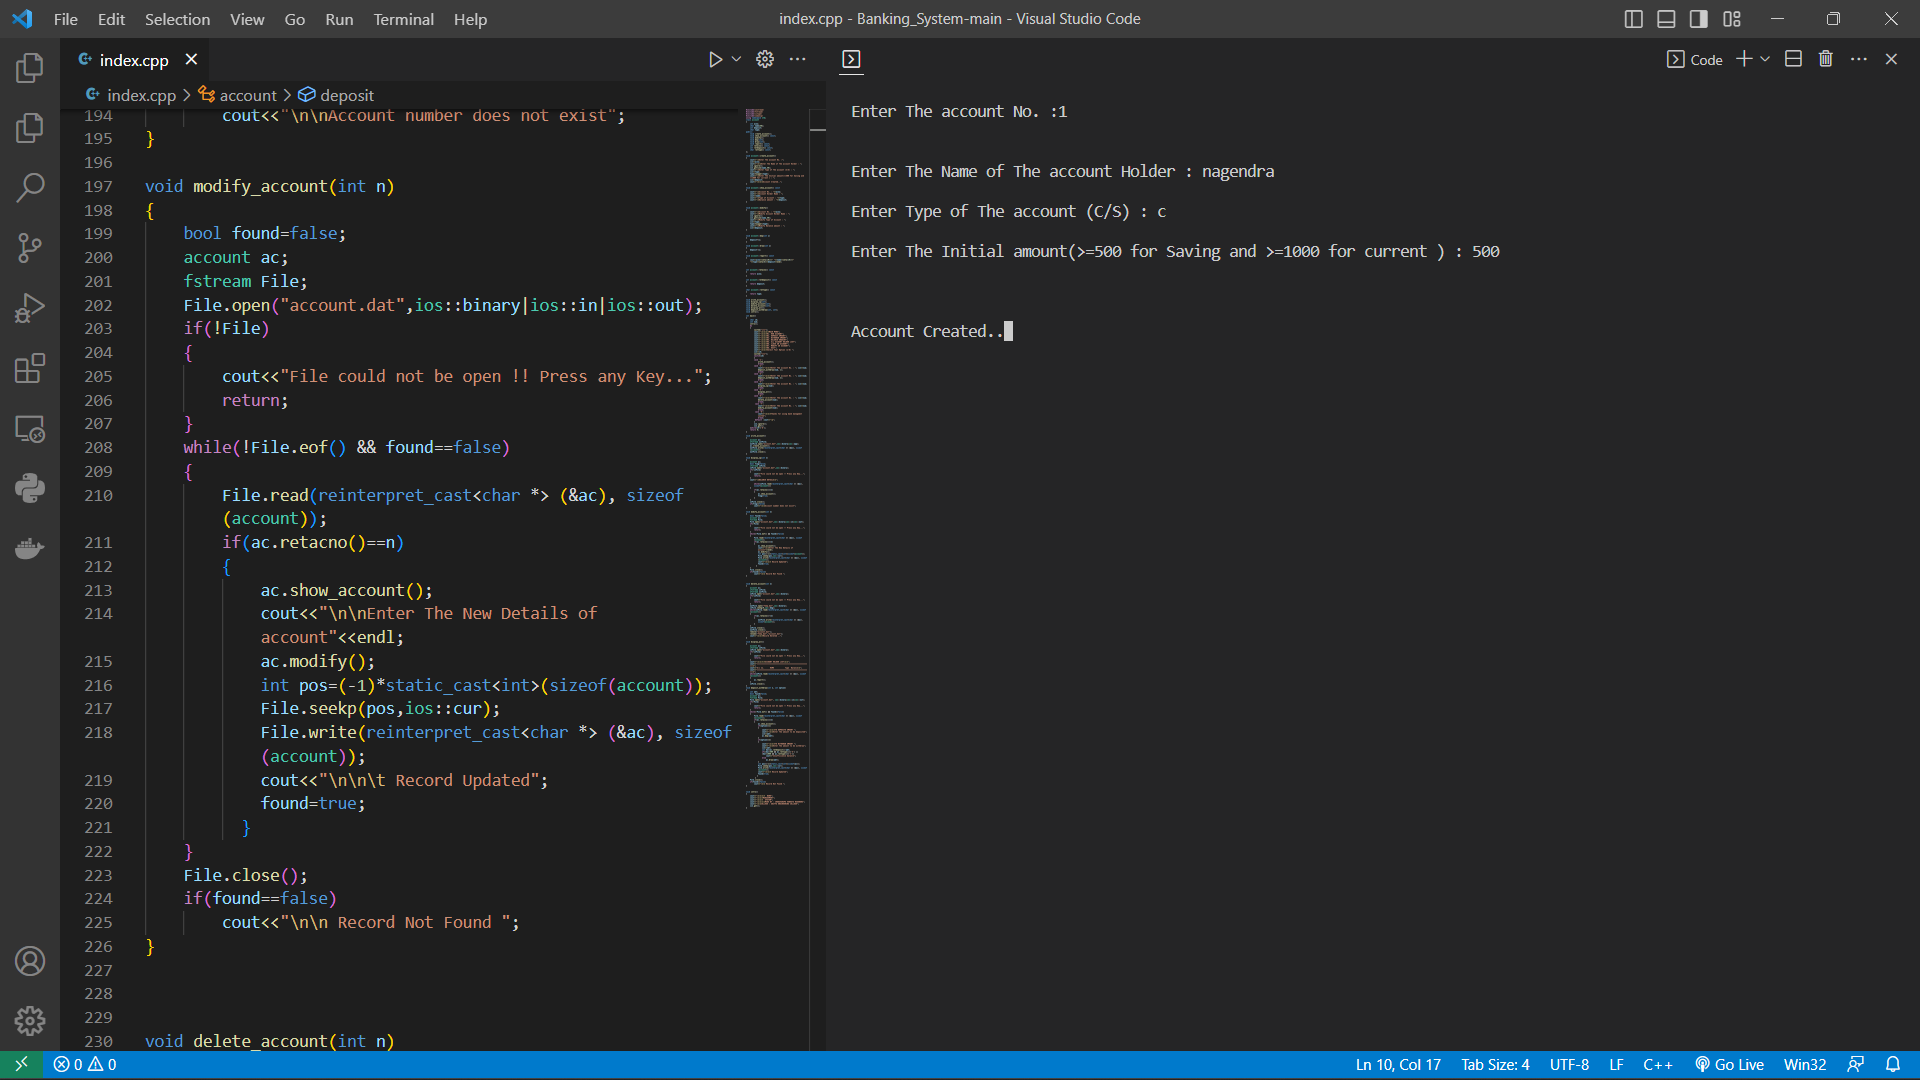 File Edit Selection View Go Run Terminal Help
index.cpp - Banking_System-main - Visual Studio Code
index.cpp
Code
index.cpp > account > deposit
194 cout<<"\n\nAccount number does not exist";
195 }
196
197 void modify_account(int n)
198 {
199 bool found=false;
200 account ac;
201 fstream File;
202 File.open("account.dat",ios::binary|ios::in|ios::out);
203 if(!File)
204 {
205 cout<<"File could not be open !! Press any Key...";
206 return;
207 }
208 while(!File.eof() && found==false)
209 {
210 File.read(reinterpret_cast<char *> (&ac), sizeof
(account));
211 if(ac.retacno()==n)
212 {
213 ac.show_account();
214 cout<<"\n\nEnter The New Details of
account"<<endl;
215 ac.modify();
216 int pos=(-1)*static_cast<int>(sizeof(account));
217 File.seekp(pos,ios::cur);
218 File.write(reinterpret_cast<char *> (&ac), sizeof
(account));
219 cout<<"\n\n\t Record Updated";
220 found=true;
221 }
222 }
223 File.close();
224 if(found==false)
225 cout<<"\n\n Record Not Found ";
226 }
227
228
229
230 void delete_account(int n)
Enter The account No. :1
Enter The Name of The account Holder : nagendra
Enter Type of The account (C/S) : c
Enter The Initial amount(>=500 for Saving and >=1000 for current ) : 500
Account Created..
0 0
Ln 10, Col 17 Tab Size: 4 UTF-8 LF C++ Go Live Win32